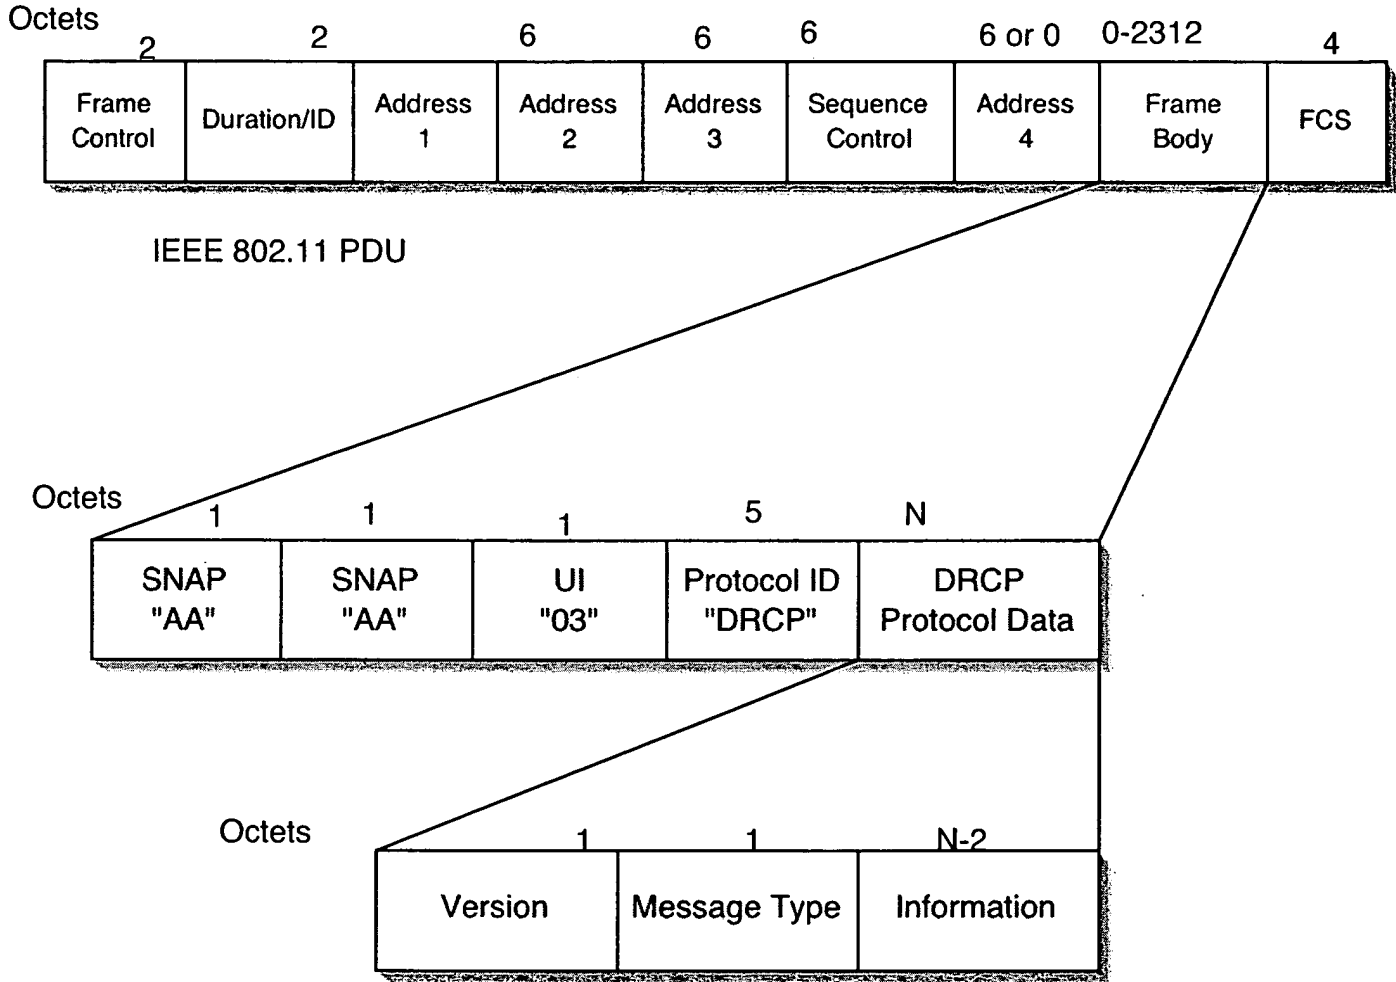 Octets
2 2 6 6 6 6 or 0 0-2312 4
Frame Control
Duration/ID
Address 1
Address 2
Address 3
Sequence Control
Address 4
Frame Body
FCS
IEEE 802.11 PDU
Octets
1 1 1 5 N
SNAP "AA"
SNAP "AA"
UI "03"
Protocol ID "DRCP"
DRCP Protocol Data
Octets
1 1 N-2
Version
Message Type
Information